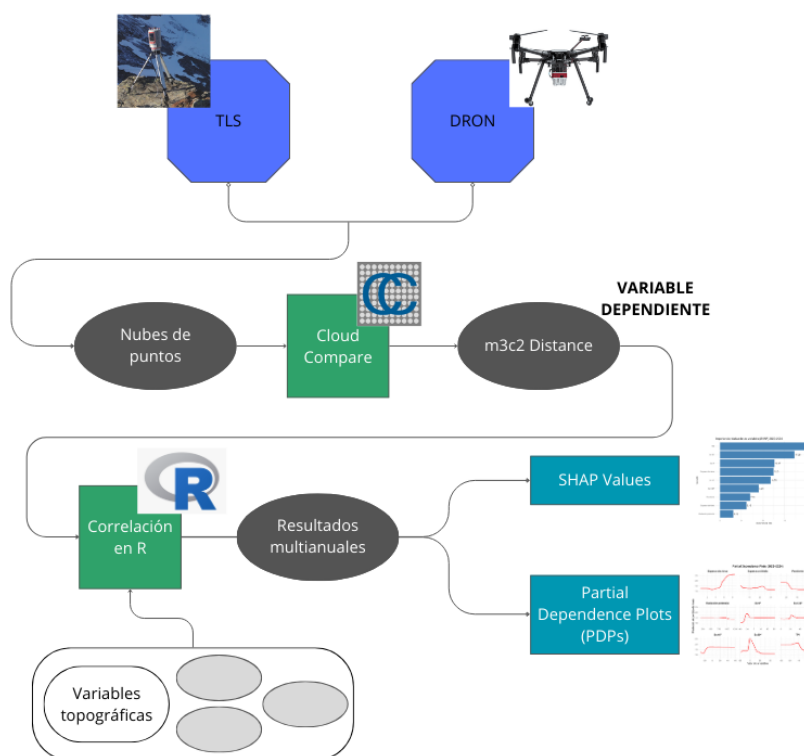 TLS
DRON
VARIABLE
DEPENDIENTE
Nubes de
puntos
CC
Cloud
Compare
m3c2 Distance
R
Correlación
en R
Resultados
multianuales
SHAP Values
Partial
Dependence Plots
(PDPs)
Variables
topográficas